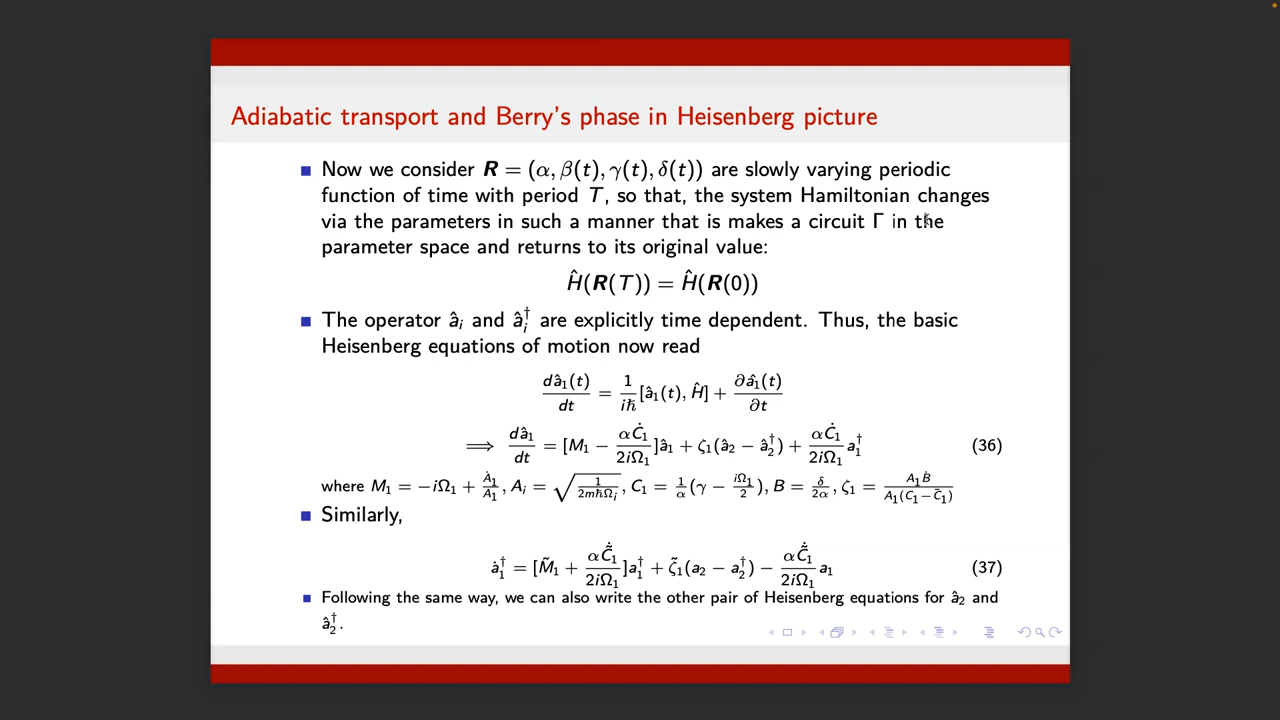 Adiabatic transport and Berry's phase in Heisenberg picture
■ Now we consider R = (α, β(t), γ(t), δ(t)) are slowly varying periodic
function of time with period T, so that, the system Hamiltonian changes
via the parameters in such a manner that is makes a circuit Γ in the
parameter space and returns to its original value:
Ĥ(R(T)) = Ĥ(R(0))
■ The operator âᵢ and âᵢ† are explicitly time dependent. Thus, the basic
Heisenberg equations of motion now read
dâ₁(t)/dt = 1/iℏ [â₁(t), Ĥ] + ∂â₁(t)/∂t
⟹ dâ₁/dt = [M₁ − αĊ₁/2iΩ₁]â₁ + ζ₁(â₂ − â₂†) + αĊ₁/2iΩ₁ a₁† (36)
where M₁ = −iΩ₁ + Ȧ₁/A₁, Aᵢ = √(1/2mℏΩᵢ), C₁ = 1/α(γ − iΩ₁/2), B = δ/2α, ζ₁ = A₁Ḃ/A₁(C₁−C̄₁)
■ Similarly,
ȧ₁† = [M̃₁ + αC̃̇₁/2iΩ₁]a₁† + ζ̃₁(a₂ − a₂†) − αC̃̇₁/2iΩ₁ a₁ (37)
■ Following the same way, we can also write the other pair of Heisenberg equations for â₂ and
â₂†.